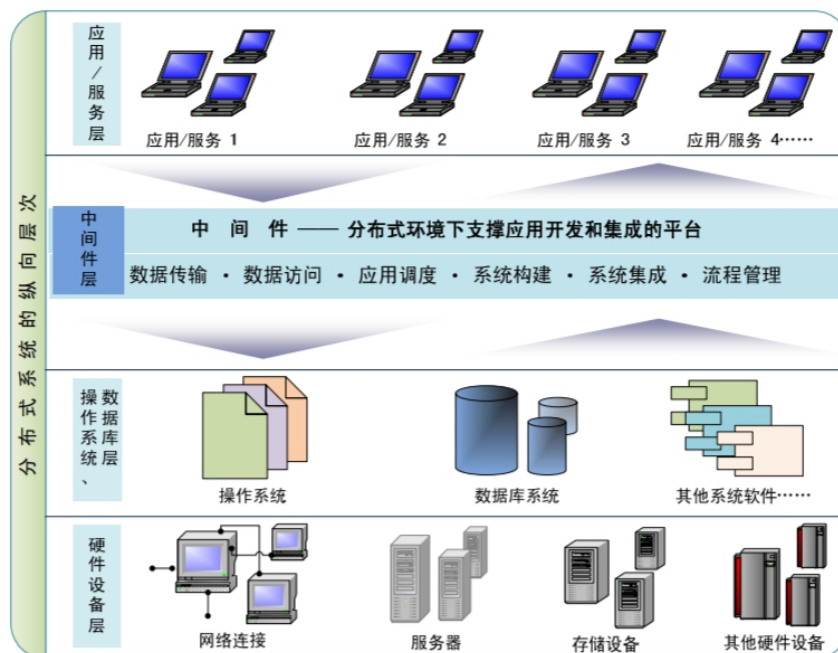 分布式系统的纵向层次
应用/服务层
应用/服务 1
应用/服务 2
应用/服务 3
应用/服务 4……
中间件层
中 间 件 —— 分布式环境下支撑应用开发和集成的平台
数据传输 · 数据访问 · 应用调度 · 系统构建 · 系统集成 · 流程管理
操作系统、
数据库层
操作系统
数据库系统
其他系统软件……
硬件设备层
网络连接
服务器
存储设备
其他硬件设备